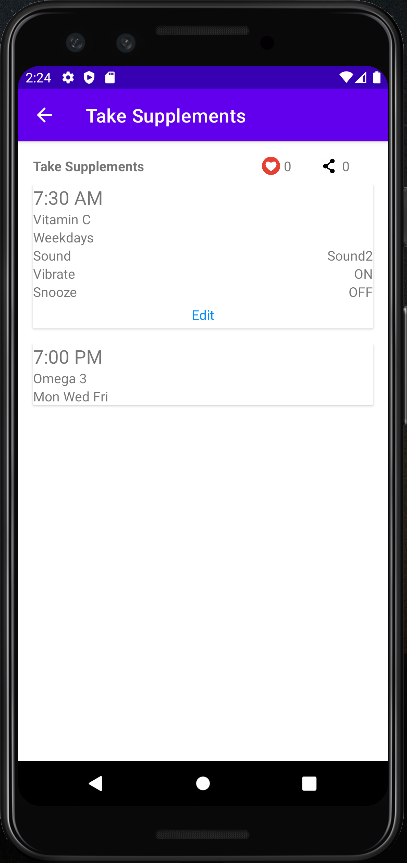 2:24
Take Supplements
Take Supplements 0 0
7:30 AM
Vitamin C
Weekdays
Sound Sound2
Vibrate ON
Snooze OFF
Edit
7:00 PM
Omega 3
Mon Wed Fri